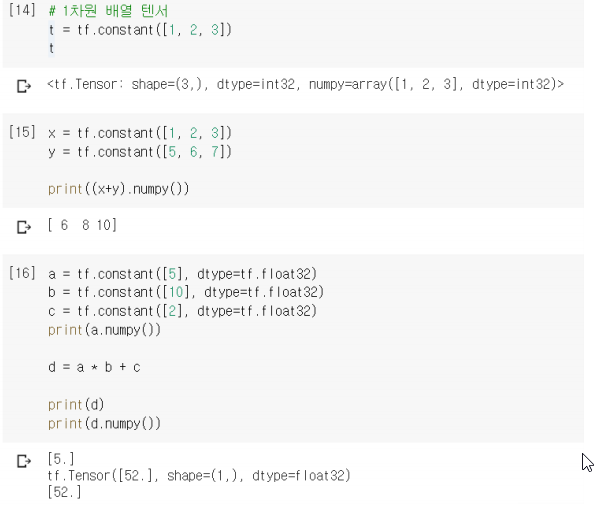 [14] # 1차원 배열 텐서
t = tf.constant([1, 2, 3])
t
<tf.Tensor: shape=(3,), dtype=int32, numpy=array([1, 2, 3], dtype=int32)>
[15] x = tf.constant([1, 2, 3])
y = tf.constant([5, 6, 7])
print((x+y).numpy())
[ 6  8 10]
[16] a = tf.constant([5], dtype=tf.float32)
b = tf.constant([10], dtype=tf.float32)
c = tf.constant([2], dtype=tf.float32)
print(a.numpy())
d = a * b + c
print(d)
print(d.numpy())
[5.]
tf.Tensor([52.], shape=(1,), dtype=float32)
[52.]